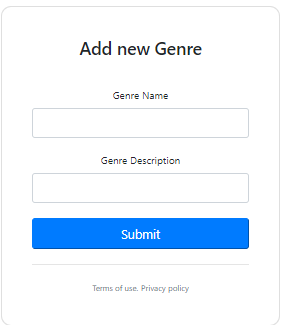 Add new Genre
Genre Name
Genre Description
Submit
Terms of use. Privacy policy